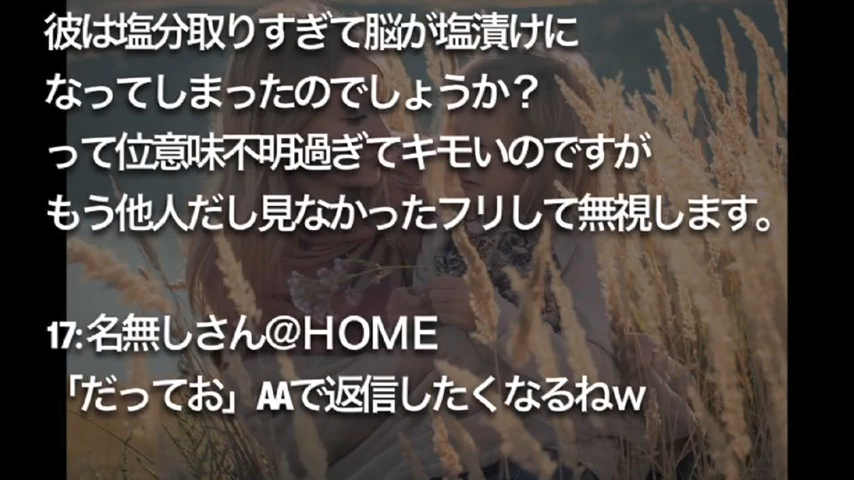 彼は塩分取りすぎて脳が塩漬けに
なってしまったのでしょうか？
って位意味不明過ぎてキモいのですが
もう他人だし見なかったフリして無視します。
17:名無しさん＠ＨＯＭＥ
「だってお」AAで返信したくなるねｗ